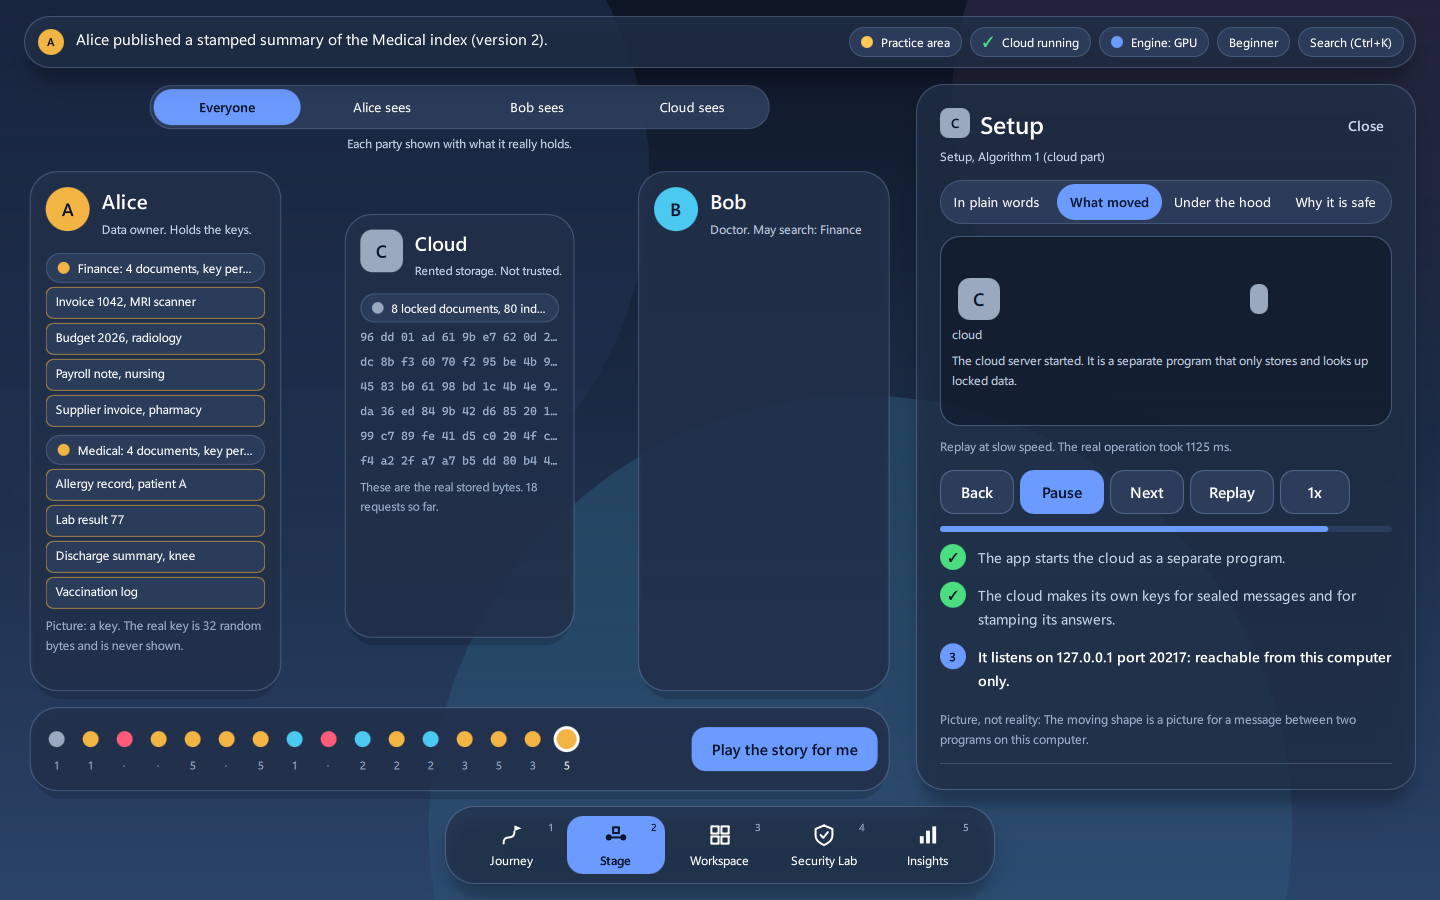 A
Alice published a stamped summary of the Medical index (version 2).
Practice area
✓ Cloud running
Engine: GPU
Beginner
Search (Ctrl+K)
Everyone
Alice sees
Bob sees
Cloud sees
Each party shown with what it really holds.
A
Alice
Data owner. Holds the keys.
Finance: 4 documents, key per...
Invoice 1042, MRI scanner
Budget 2026, radiology
Payroll note, nursing
Supplier invoice, pharmacy
Medical: 4 documents, key per...
Allergy record, patient A
Lab result 77
Discharge summary, knee
Vaccination log
Picture: a key. The real key is 32 random
bytes and is never shown.
C
Cloud
Rented storage. Not trusted.
8 locked documents, 80 ind...
96 dd 01 ad 61 9b e7 62 0d 2…
dc 8b f3 60 70 f2 95 be 4b 9…
45 83 b0 61 98 bd 1c 4b 4e 9…
da 36 ed 84 9b 42 d6 85 20 1…
99 c7 89 fe 41 d5 c0 20 4f c…
f4 a2 2f a7 a7 b5 dd 80 b4 4…
These are the real stored bytes. 18
requests so far.
B
Bob
Doctor. May search: Finance
1 1 · · 5 · 5 1 · 2 2 2 3 5 3 5
Play the story for me
C
Setup
Close
Setup, Algorithm 1 (cloud part)
In plain words
What moved
Under the hood
Why it is safe
C
cloud
The cloud server started. It is a separate program that only stores and looks up
locked data.
Replay at slow speed. The real operation took 1125 ms.
Back
Pause
Next
Replay
1x
✓ The app starts the cloud as a separate program.
✓ The cloud makes its own keys for sealed messages and for
stamping its answers.
3 It listens on 127.0.0.1 port 20217: reachable from this computer
only.
Picture, not reality: The moving shape is a picture for a message between two
programs on this computer.
Journey 1
Stage 2
Workspace 3
Security Lab 4
Insights 5